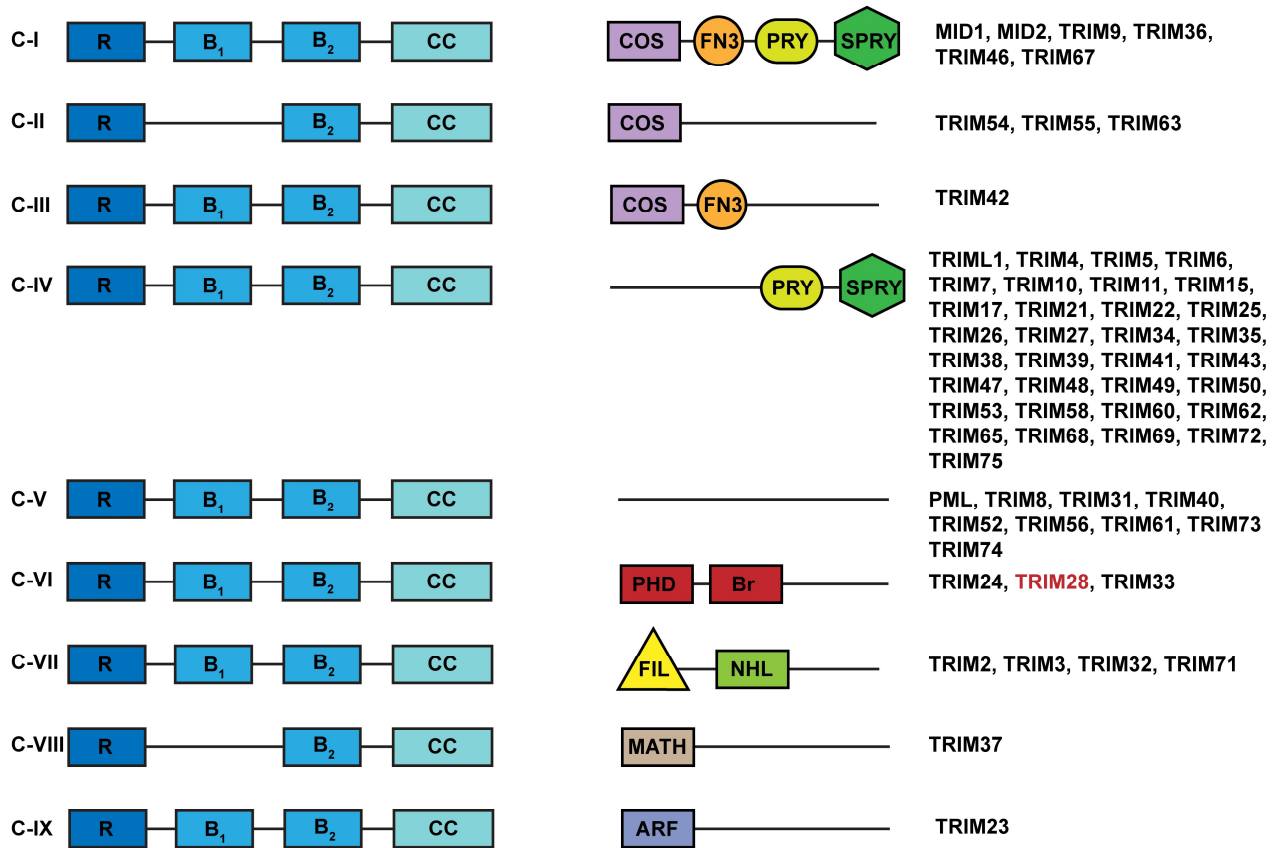 C-I R B1 B2 CC COS FN3 PRY SPRY MID1, MID2, TRIM9, TRIM36,
TRIM46, TRIM67
C-II R B2 CC COS TRIM54, TRIM55, TRIM63
C-III R B1 B2 CC COS FN3 TRIM42
C-IV R B1 B2 CC PRY SPRY TRIML1, TRIM4, TRIM5, TRIM6,
TRIM7, TRIM10, TRIM11, TRIM15,
TRIM17, TRIM21, TRIM22, TRIM25,
TRIM26, TRIM27, TRIM34, TRIM35,
TRIM38, TRIM39, TRIM41, TRIM43,
TRIM47, TRIM48, TRIM49, TRIM50,
TRIM53, TRIM58, TRIM60, TRIM62,
TRIM65, TRIM68, TRIM69, TRIM72,
TRIM75
C-V R B1 B2 CC PML, TRIM8, TRIM31, TRIM40,
TRIM52, TRIM56, TRIM61, TRIM73
TRIM74
C-VI R B1 B2 CC PHD Br TRIM24, TRIM28, TRIM33
C-VII R B1 B2 CC FIL NHL TRIM2, TRIM3, TRIM32, TRIM71
C-VIII R B2 CC MATH TRIM37
C-IX R B1 B2 CC ARF TRIM23